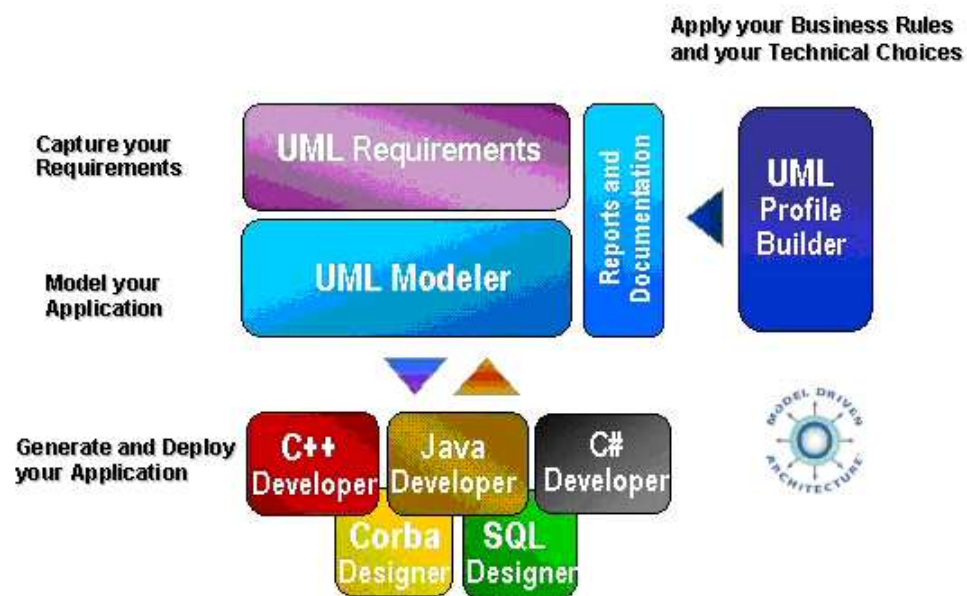 Apply your Business Rules
and your Technical Choices
Capture your
Requirements
UML Requirements
Reports and
Documentation
UML
Profile
Builder
Model your
Application
UML Modeler
Generate and Deploy
your Application
C++
Developer
Java
Developer
C#
Developer
Corba
Designer
SQL
Designer
MODEL DRIVEN
ARCHITECTURE